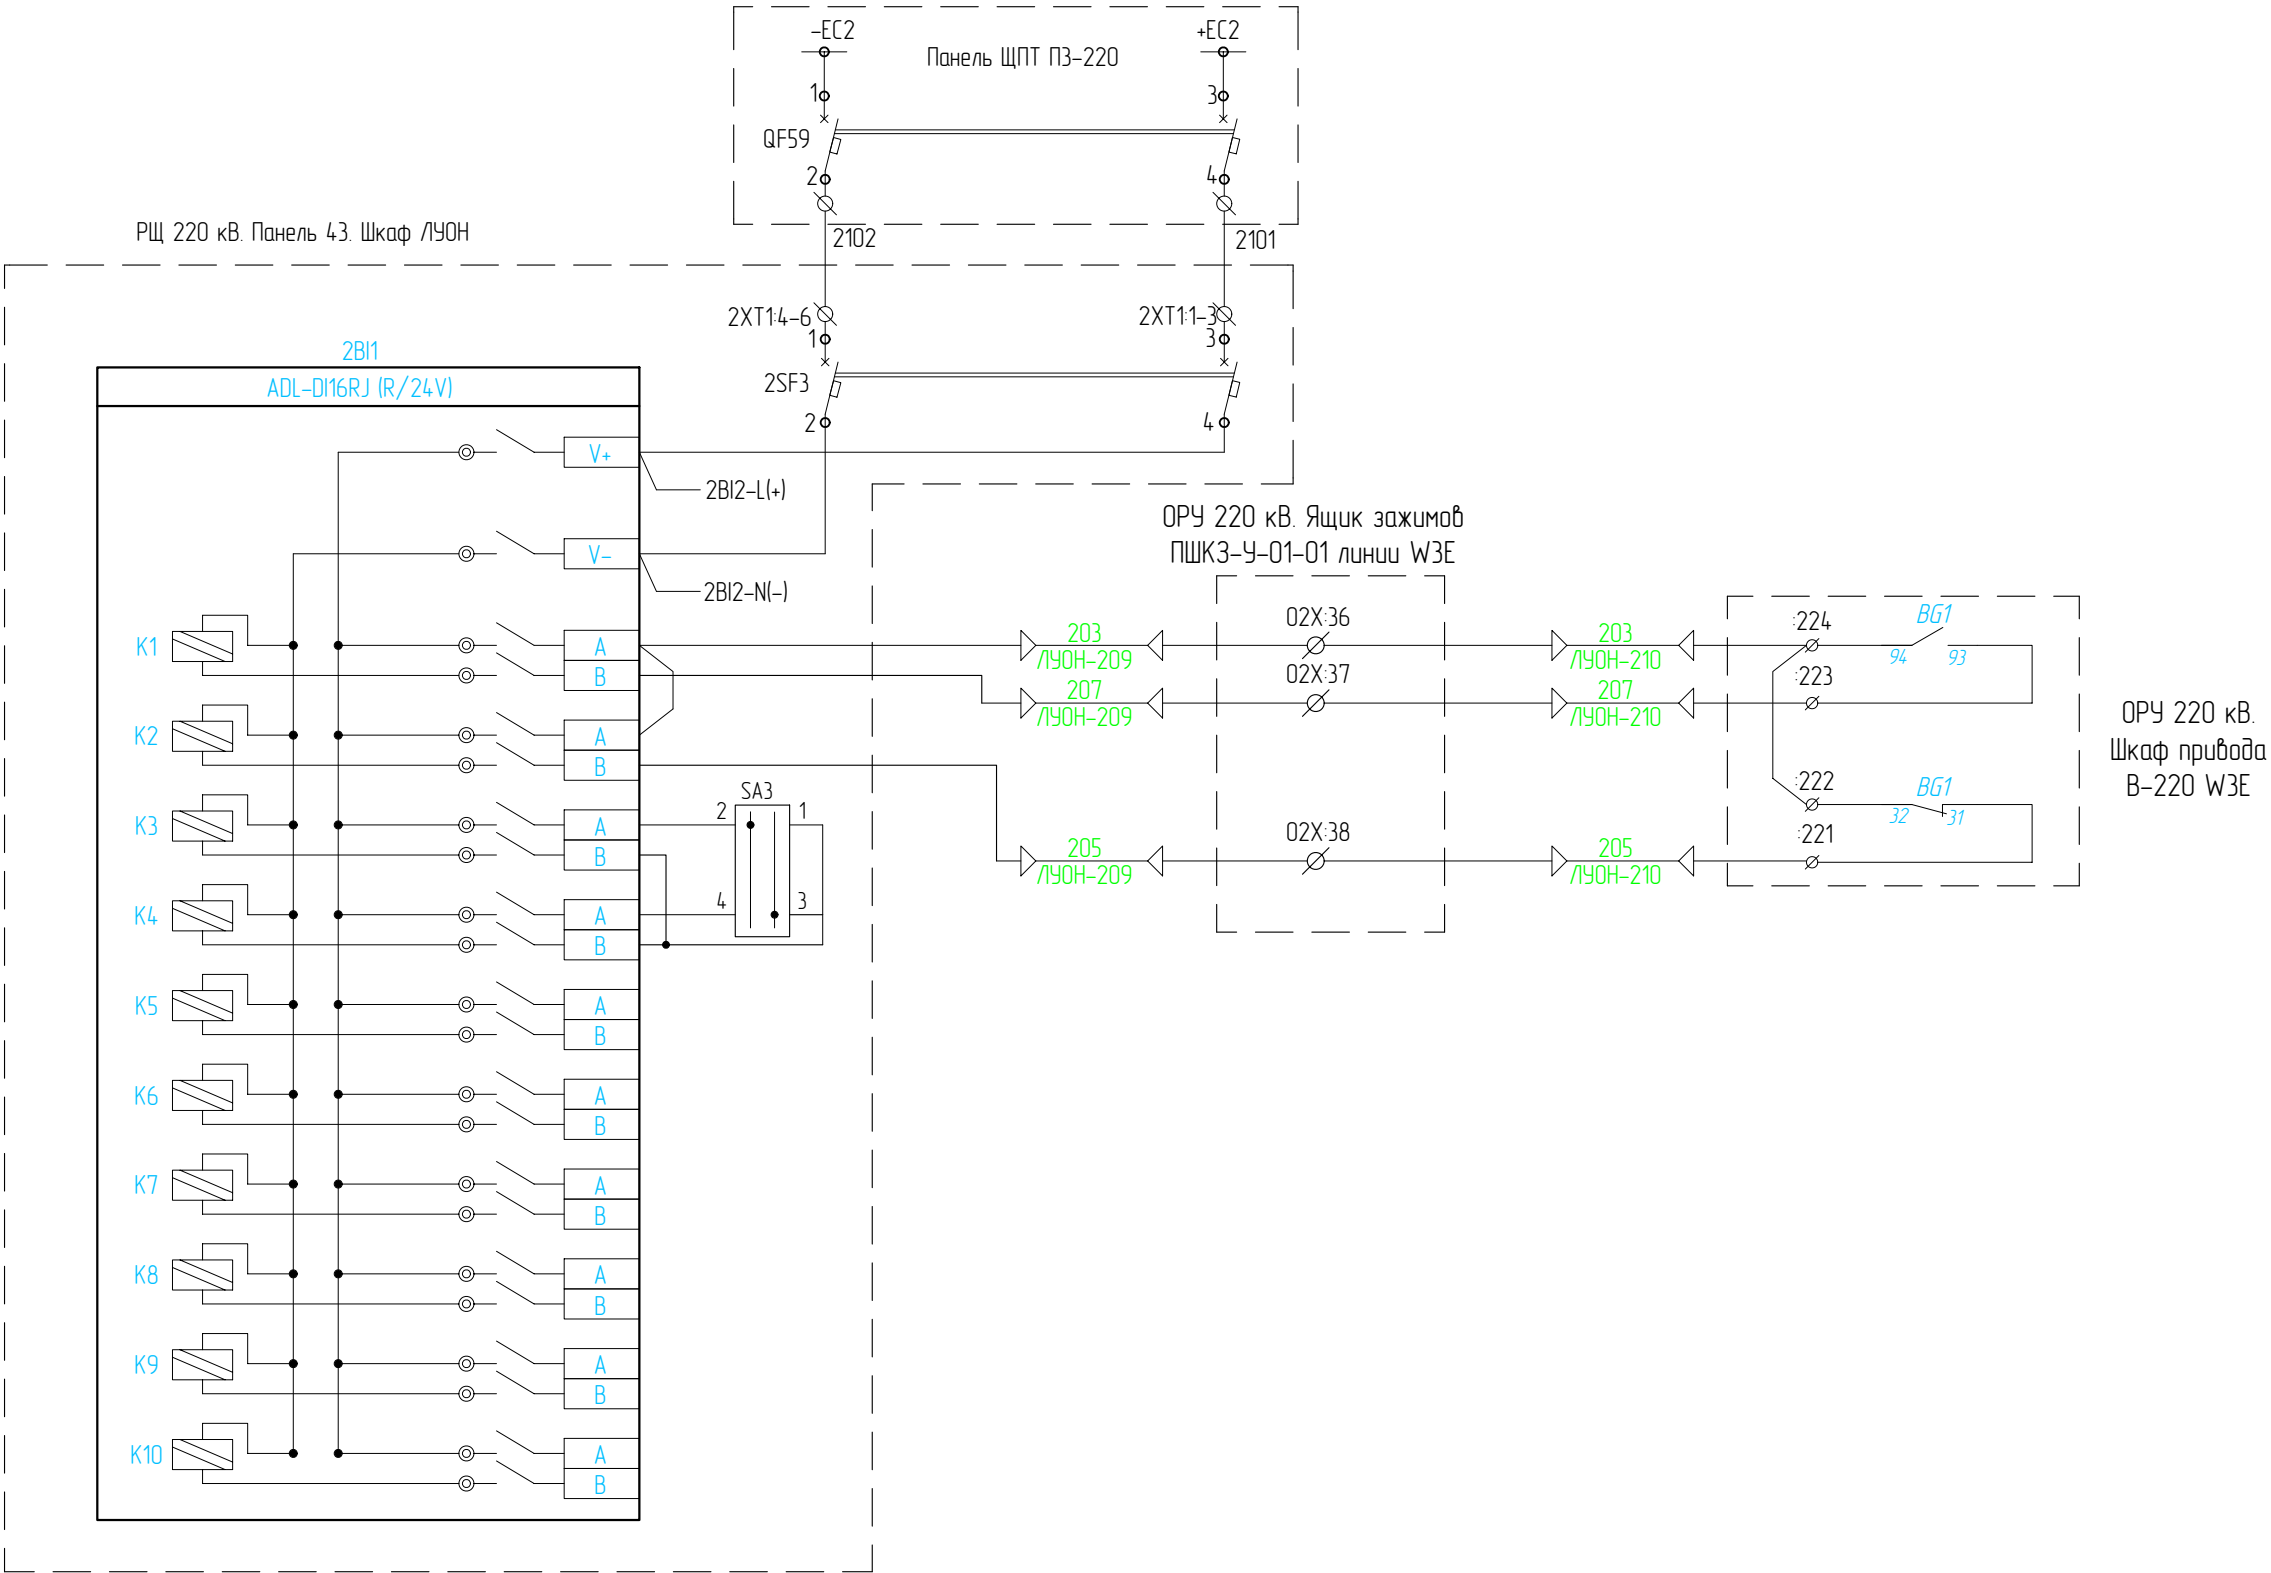 -ЕС2
+ЕС2
Панель ЩПТ П3-220
1
3
QF59
2
4
2102
2101
РЩ 220 кВ. Панель 43. Шкаф ЛУОН
2XT1:4-6
2XT1:1-3
1
3
2SF3
2
4
2BI1
ADL-DI16RJ (R/24V)
V+
2BI2-L(+)
V-
2BI2-N(-)
ОРУ 220 кВ. Ящик зажимов
ПШКЗ-У-01-01 линии W3E
K1
A
B
203
ЛУОН-209
02X:36
203
ЛУОН-210
:224
BG1
94
93
207
ЛУОН-209
02X:37
207
ЛУОН-210
:223
K2
A
B
:222
BG1
32
31
205
ЛУОН-209
02X:38
205
ЛУОН-210
:221
ОРУ 220 кВ.
Шкаф привода
В-220 W3E
SA3
K3
A
B
2
1
K4
A
B
4
3
K5
A
B
K6
A
B
K7
A
B
K8
A
B
K9
A
B
K10
A
B